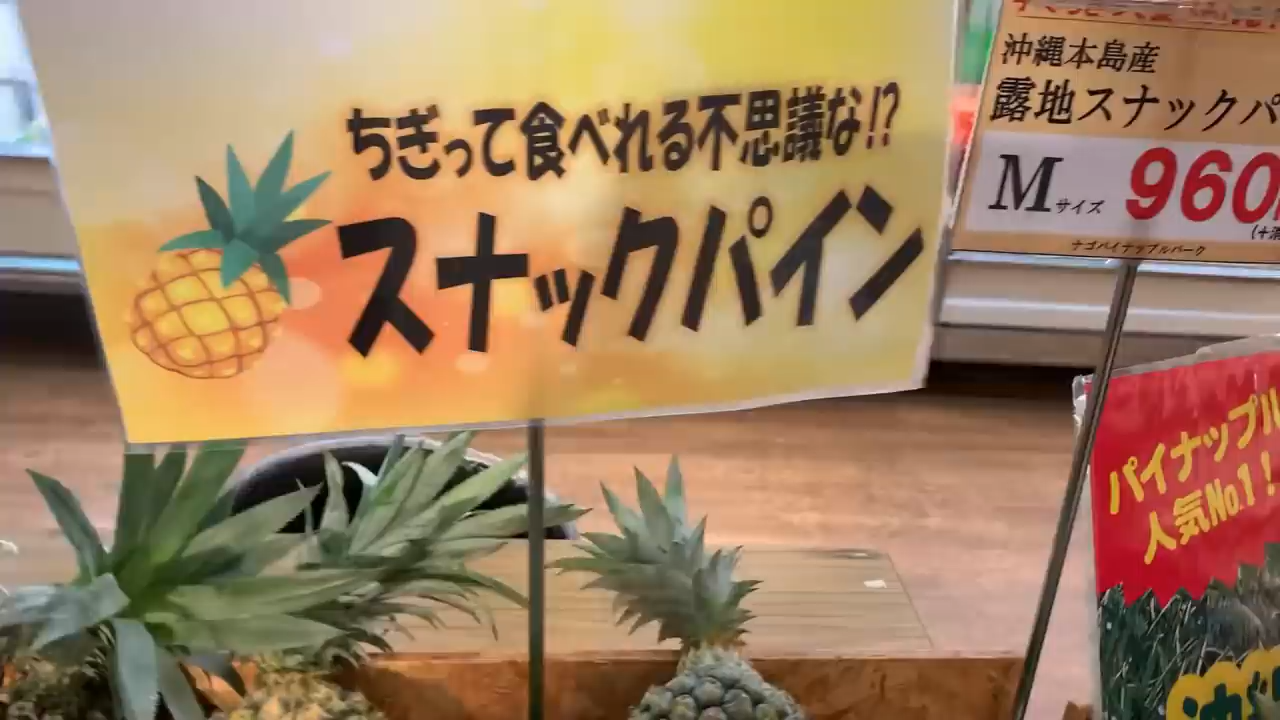 ちぎって食べれる不思議な!?
スナックパイン
沖縄本島産
露地スナックパ
Mサイズ 960
(+消
ナゴパイナップルパーク
パイナップル
人気No.1!